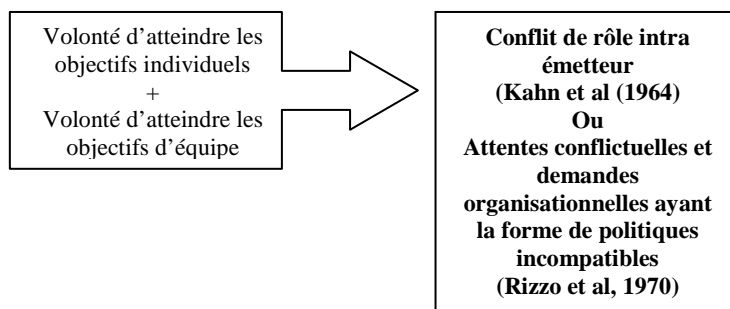 Volonté d’atteindre les
objectifs individuels
+
Volonté d’atteindre les
objectifs d’équipe
Conflit de rôle intra
émetteur
(Kahn et al (1964)
Ou
Attentes conflictuelles et
demandes
organisationnelles ayant
la forme de politiques
incompatibles
(Rizzo et al, 1970)